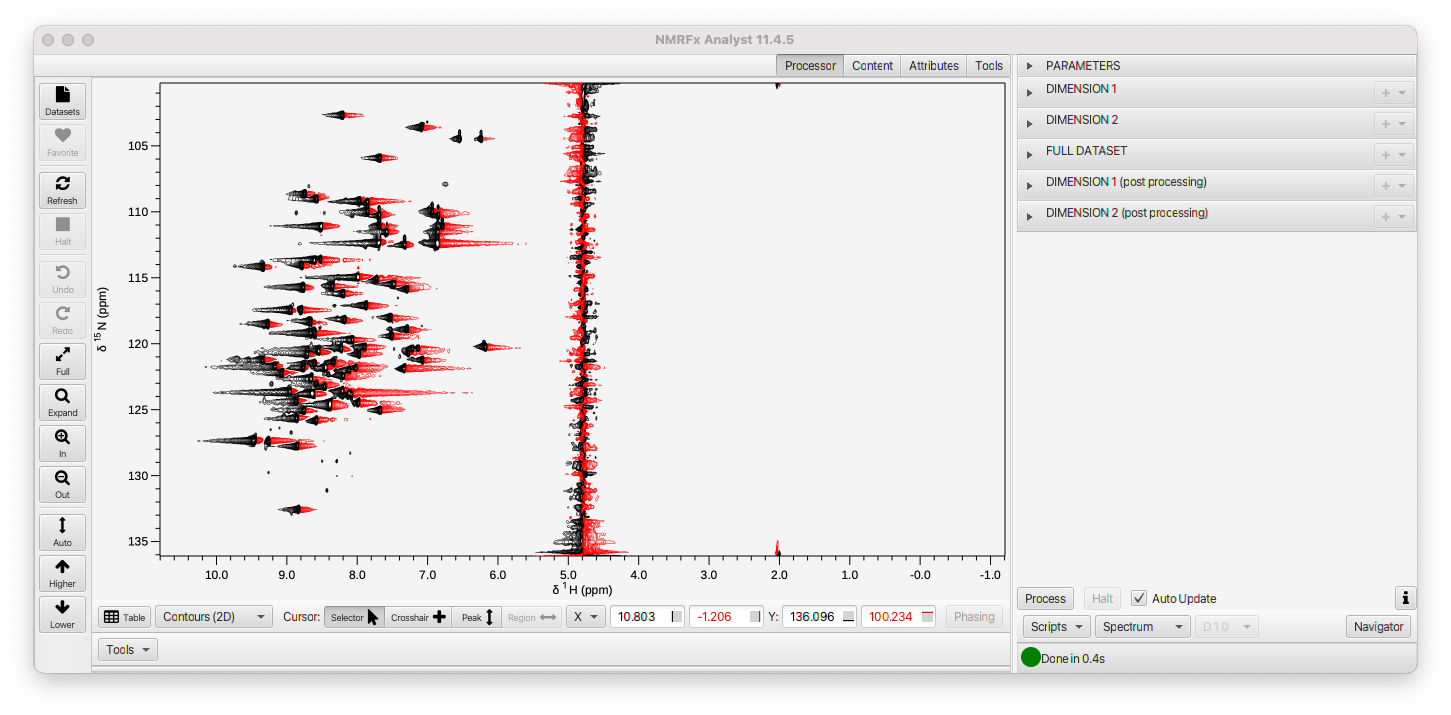 NMRFx Analyst 11.4.5
Processor Content Attributes Tools
Datasets
Favorite
Refresh
Halt
Undo
Redo
Full
Expand
In
Out
Auto
Higher
Lower
105
110
115
120
125
130
135
δ 15 N (ppm)
10.0 9.0 8.0 7.0 6.0 5.0 4.0 3.0 2.0 1.0 -0.0 -1.0
δ 1 H (ppm)
Table Contours (2D) Cursor: Selector Crosshair Peak Region X 10.803 -1.206 Y: 136.096 100.234 Phasing
Tools
PARAMETERS
DIMENSION 1
DIMENSION 2
FULL DATASET
DIMENSION 1 (post processing)
DIMENSION 2 (post processing)
Process Halt Auto Update
Scripts Spectrum D10 Navigator
Done in 0.4s